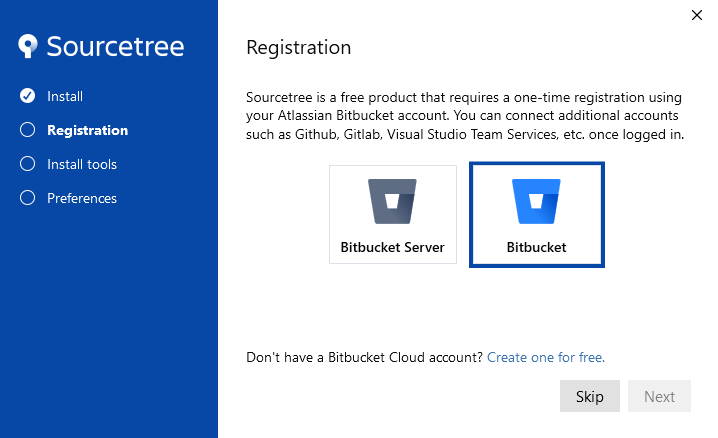 Sourcetree
Install
Registration
Install tools
Preferences
Registration
Sourcetree is a free product that requires a one-time registration using
your Atlassian Bitbucket account. You can connect additional accounts
such as Github, Gitlab, Visual Studio Team Services, etc. once logged in.
Bitbucket Server
Bitbucket
Don't have a Bitbucket Cloud account? Create one for free.
Skip
Next